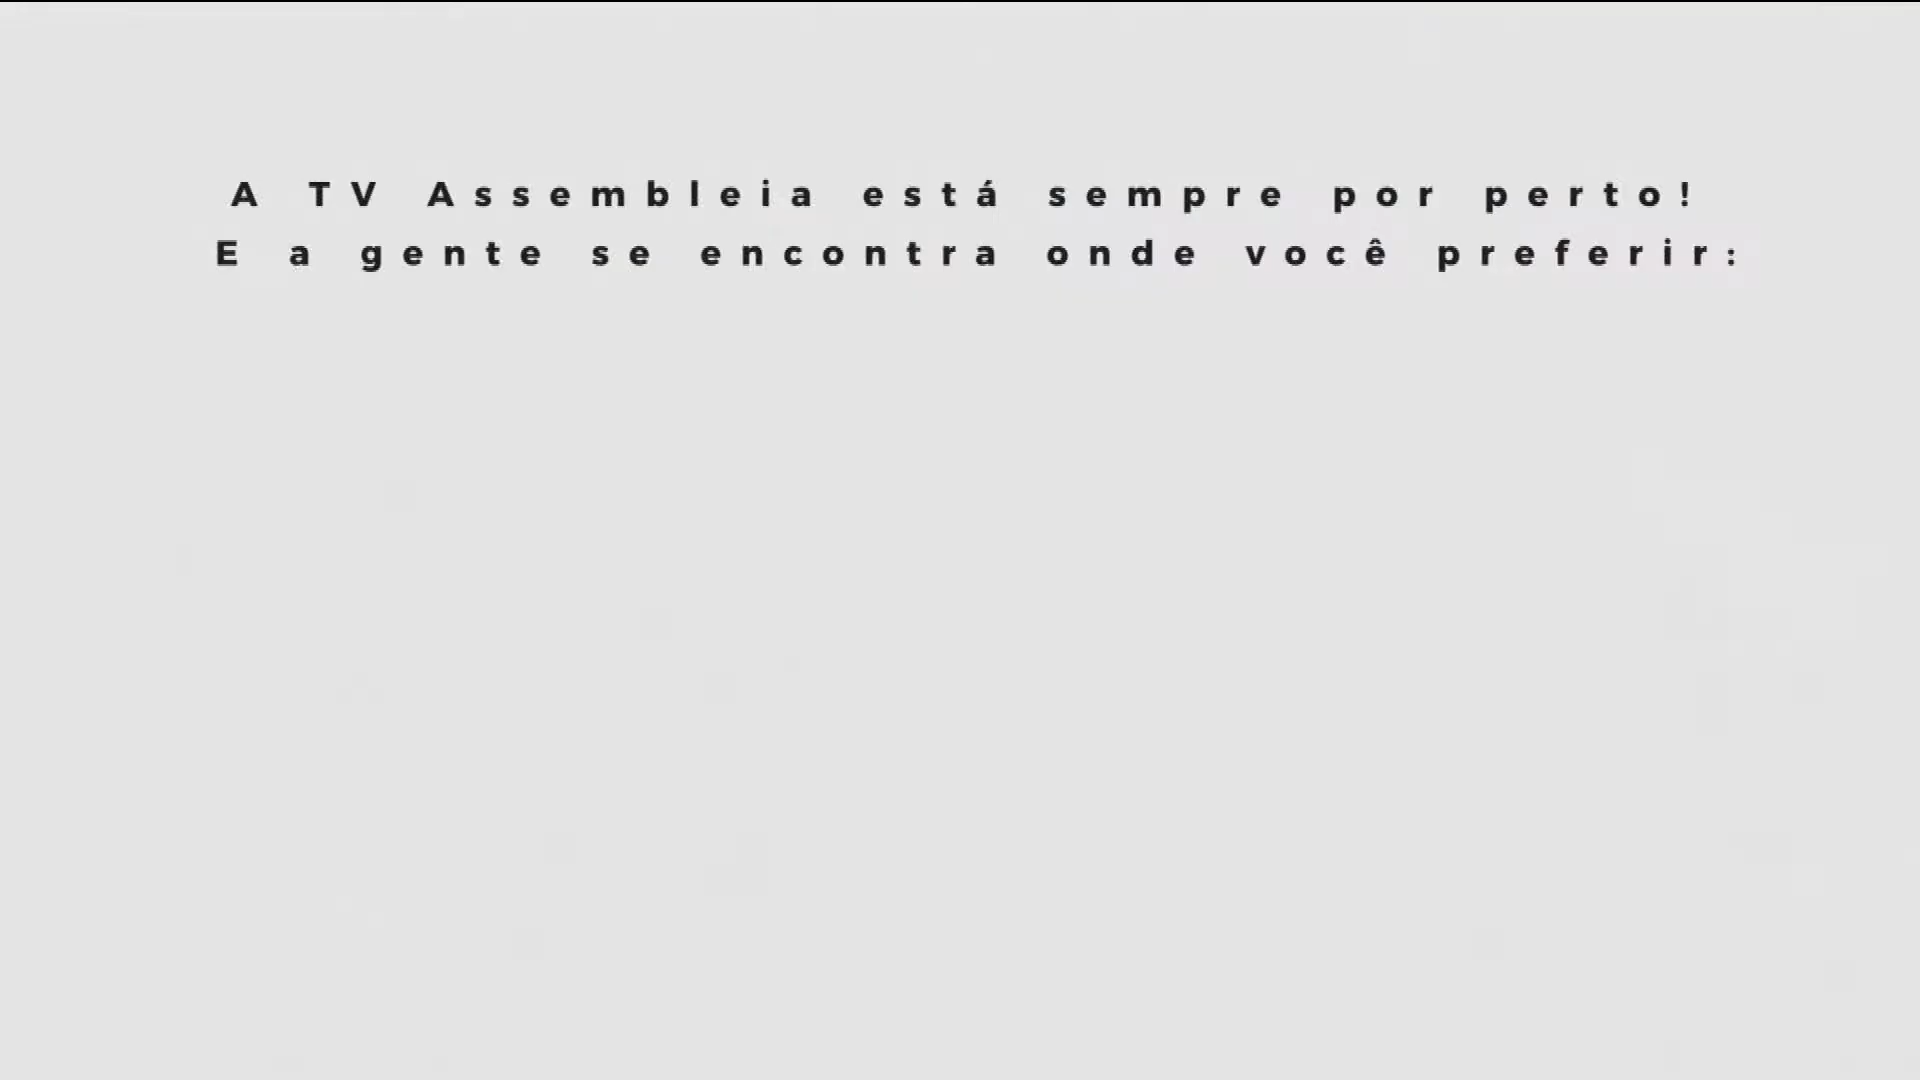 A TV Assembleia está sempre por perto!
E a gente se encontra onde você preferir: